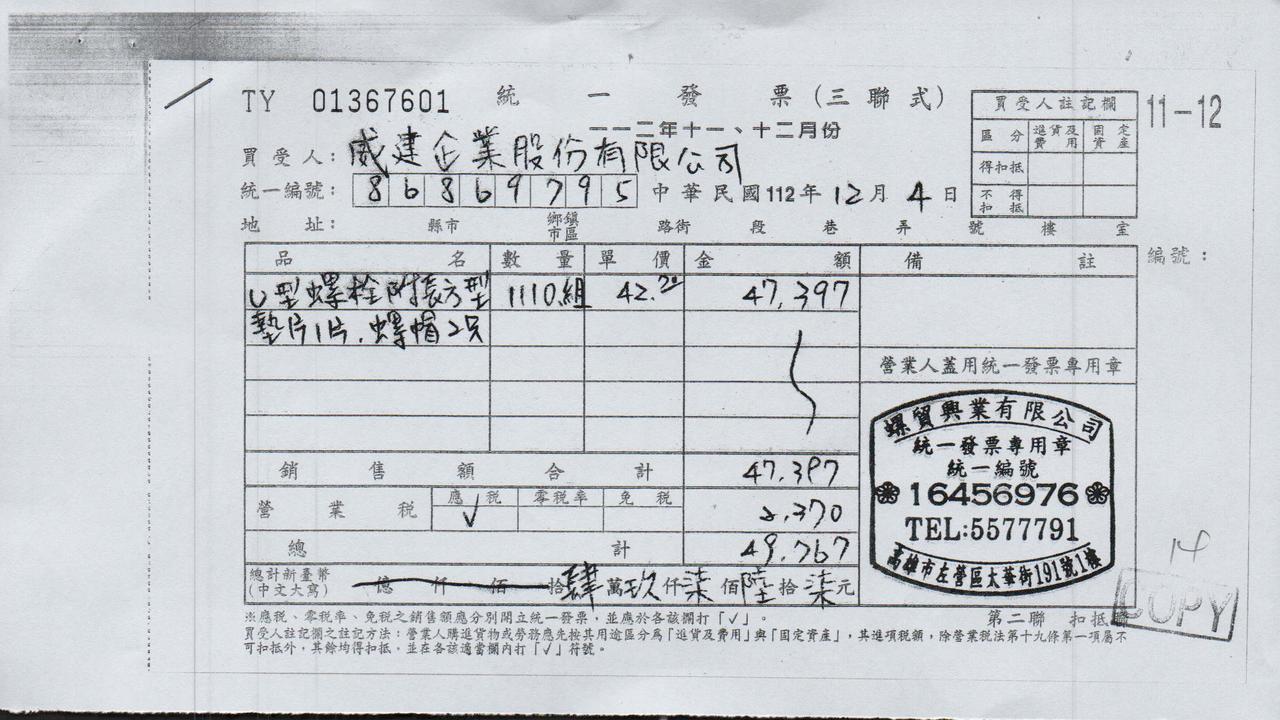 TY 01367601 統一發票(三聯式)
一一二年十一、十二月份
11-12
買受人註記欄
區分 進貨及費用 固定資產
得扣抵
不得扣抵
買受人:威建企業股份有限公司
統一編號:86869795 中華民國112年12月4日
地址: 縣市 鄉鎮市區 路街 段 巷 弄 號 樓 室
編號:
品名 數量 單價 金額 備註
U型螺栓附長方型 1110組 42.70 47,397
墊片1片.螺帽2只
營業人蓋用統一發票專用章
螺貿興業有限公司
統一發票專用章
統一編號
16456976
TEL:5577791
高雄市左營區太華街191號1樓
銷售額合計 47,397
營業稅 應稅 零稅率 免稅
√ 2,370
總計 49,767
總計新臺幣(中文大寫) 億仟佰拾肆萬玖仟柒佰陸拾柒元
14
COPY
※應稅、零稅率、免稅之銷售額應分別開立統一發票,並應於各該欄打「√」。
第二聯 扣抵聯
買受人註記欄之註記方法:營業人購進貨物或勞務應先按其用途區分為「進貨及費用」與「固定資產」,其進項稅額,除營業稅法第十九條第一項屬不
可扣抵外,其餘均得扣抵,並在各該適當欄內打「√」符號。